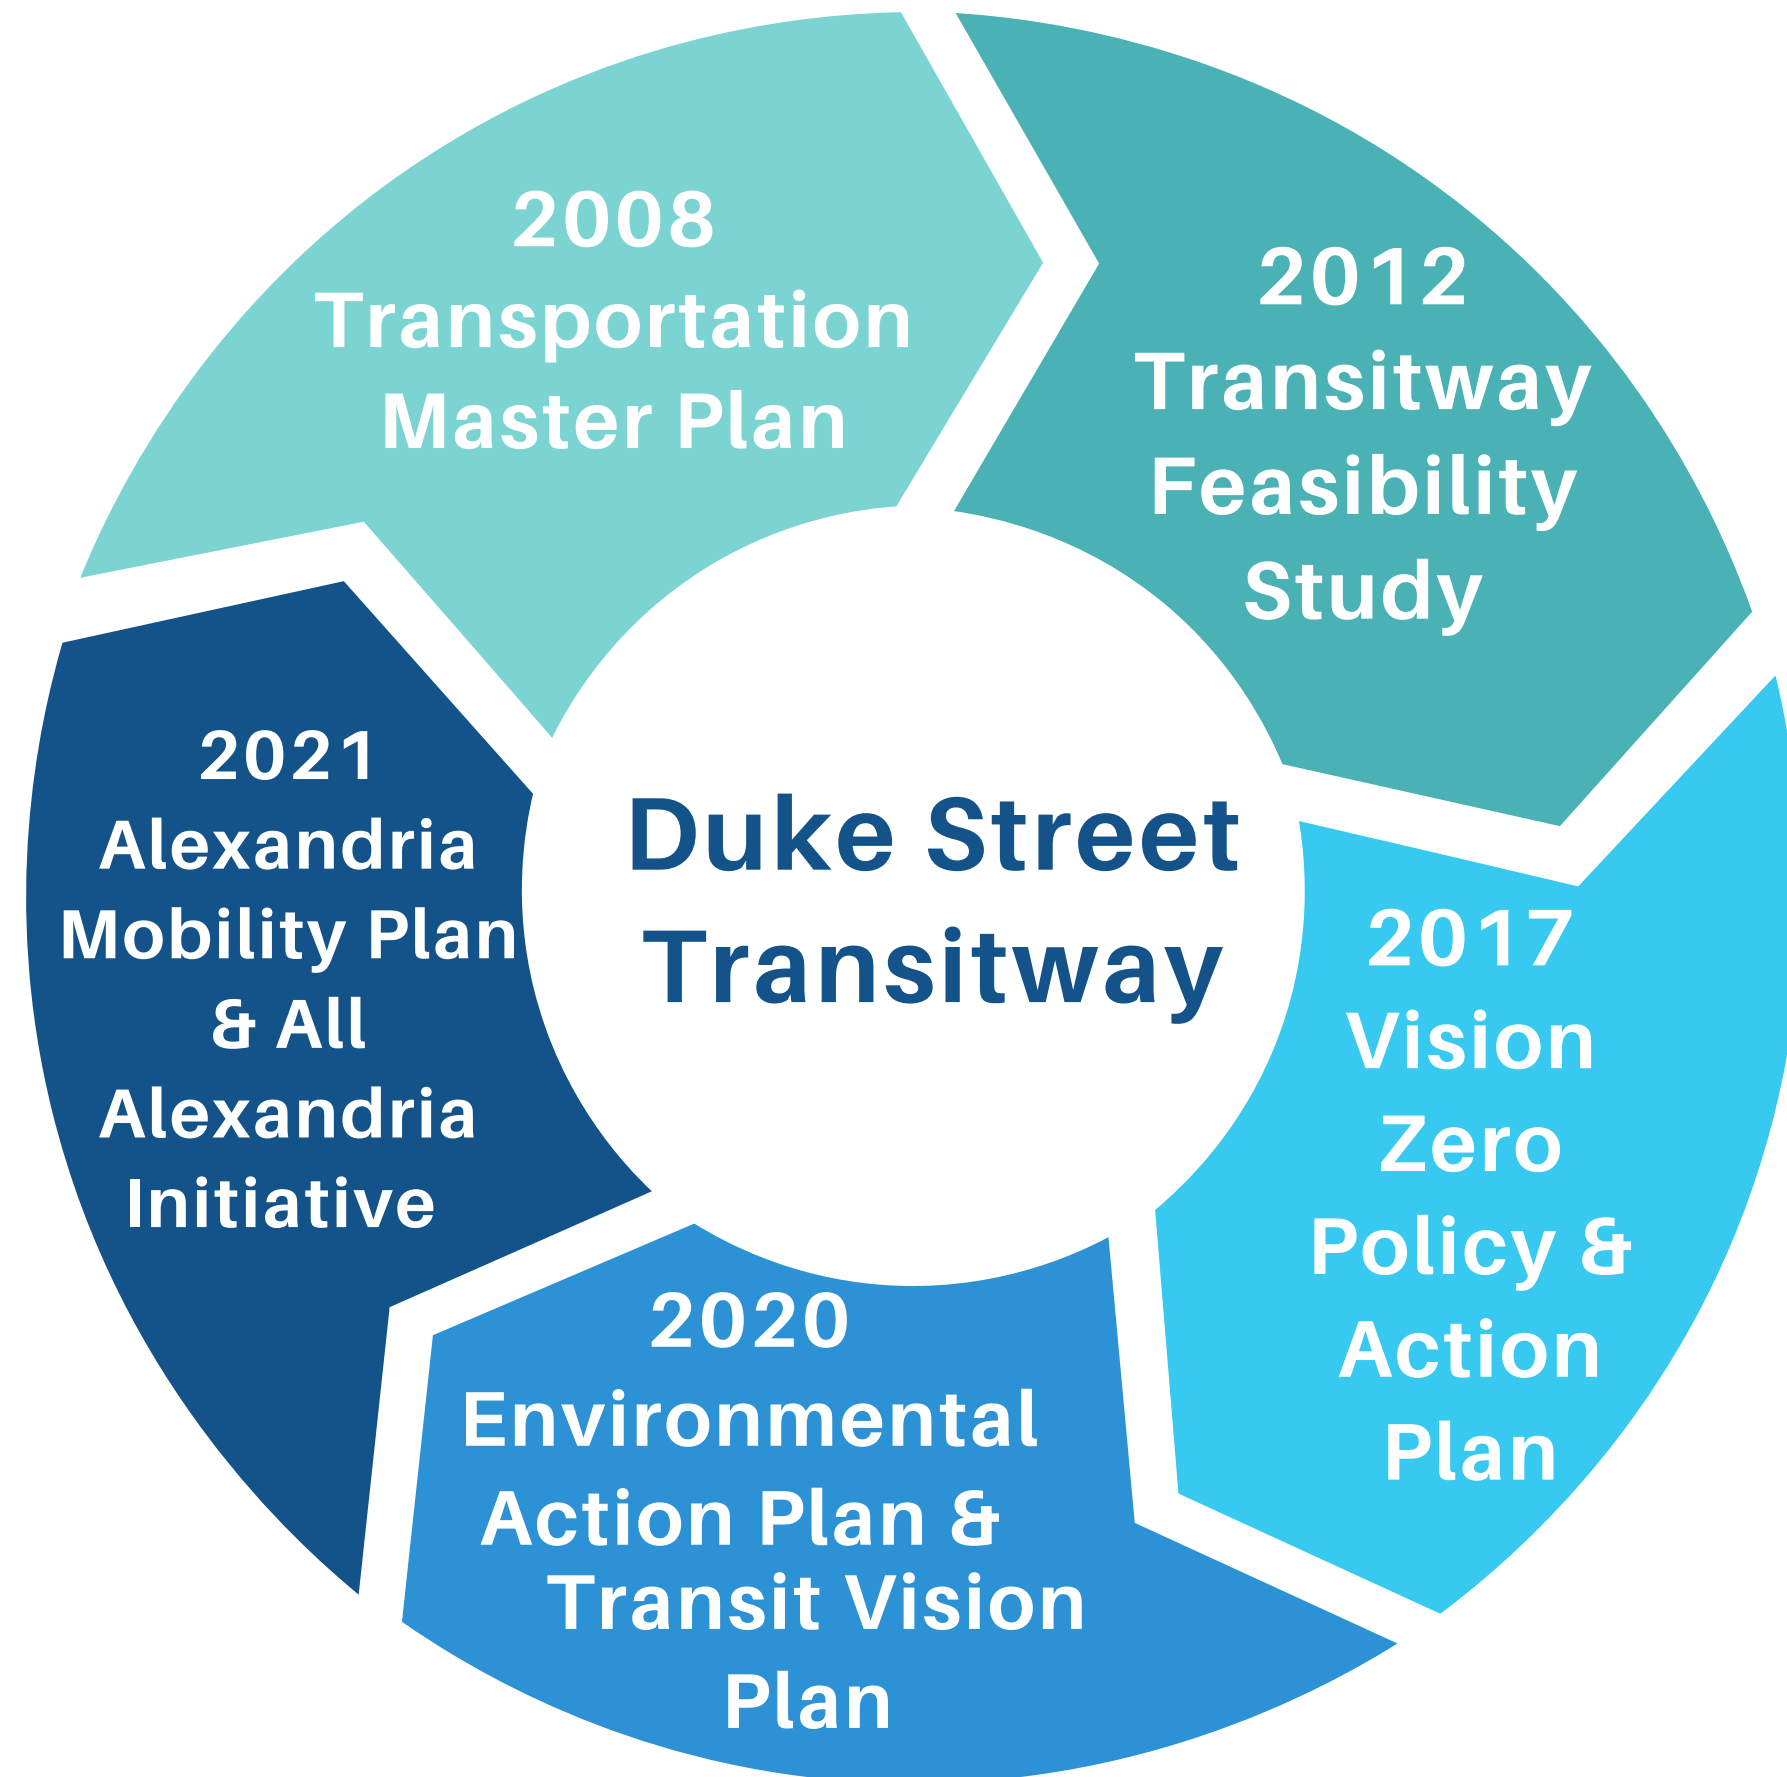 2008
Transportation
Master Plan
2012
Transitway
Feasibility
Study
2017
Vision
Zero
Policy &
Action
Plan
2020
Environmental
Action Plan &
Transit Vision
Plan
2021
Alexandria
Mobility Plan
& All
Alexandria
Initiative
Duke Street
Transitway